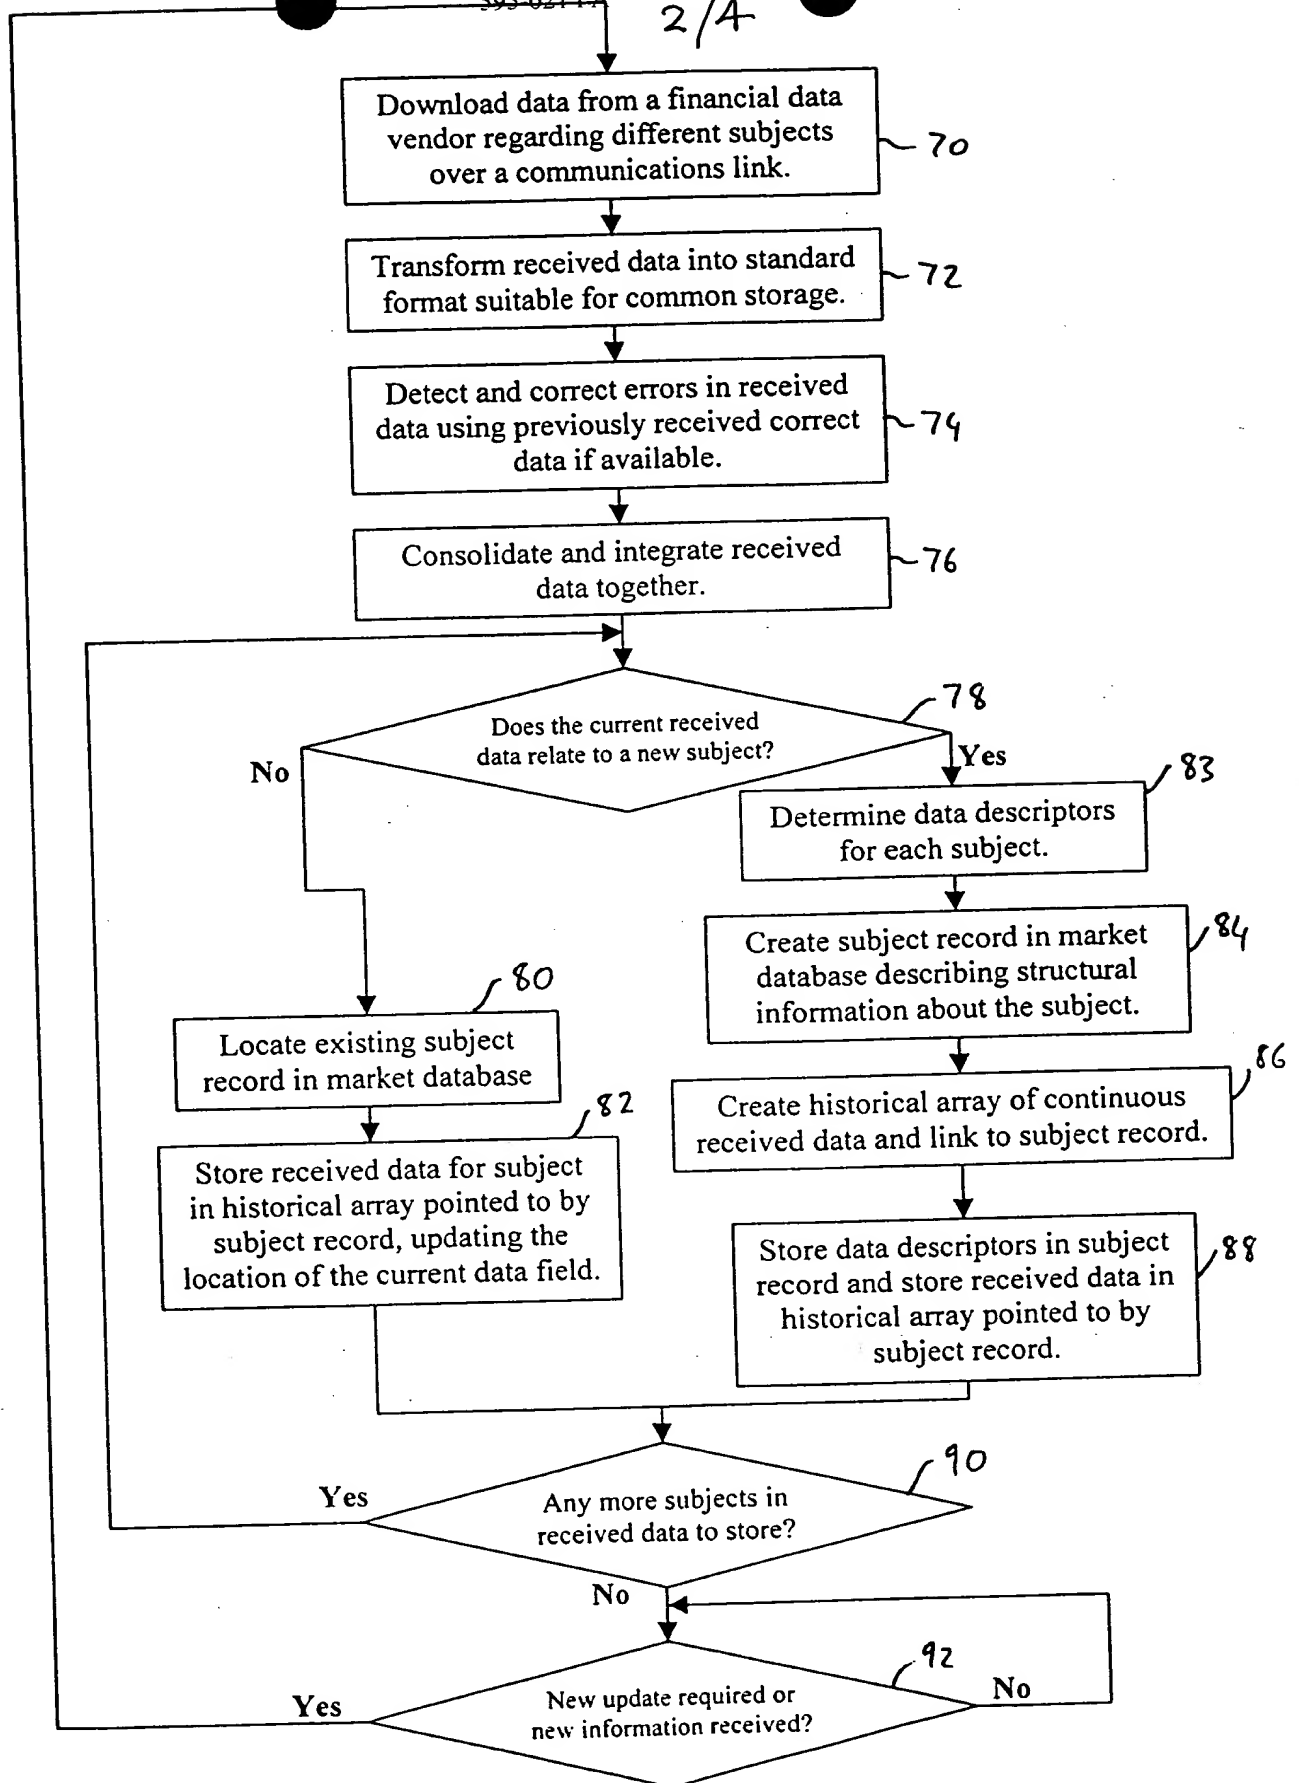 2/4
Download data from a financial data
vendor regarding different subjects
over a communications link.
70
Transform received data into standard
format suitable for common storage.
72
Detect and correct errors in received
data using previously received correct
data if available.
74
Consolidate and integrate received
data together.
76
78
Does the current received
data relate to a new subject?
No
Yes
83
Determine data descriptors
for each subject.
84
Create subject record in market
database describing structural
information about the subject.
80
Locate existing subject
record in market database
86
Create historical array of continuous
received data and link to subject record.
82
Store received data for subject
in historical array pointed to by
subject record, updating the
location of the current data field.
88
Store data descriptors in subject
record and store received data in
historical array pointed to by
subject record.
90
Yes
Any more subjects in
received data to store?
No
92
Yes
New update required or
new information received?
No